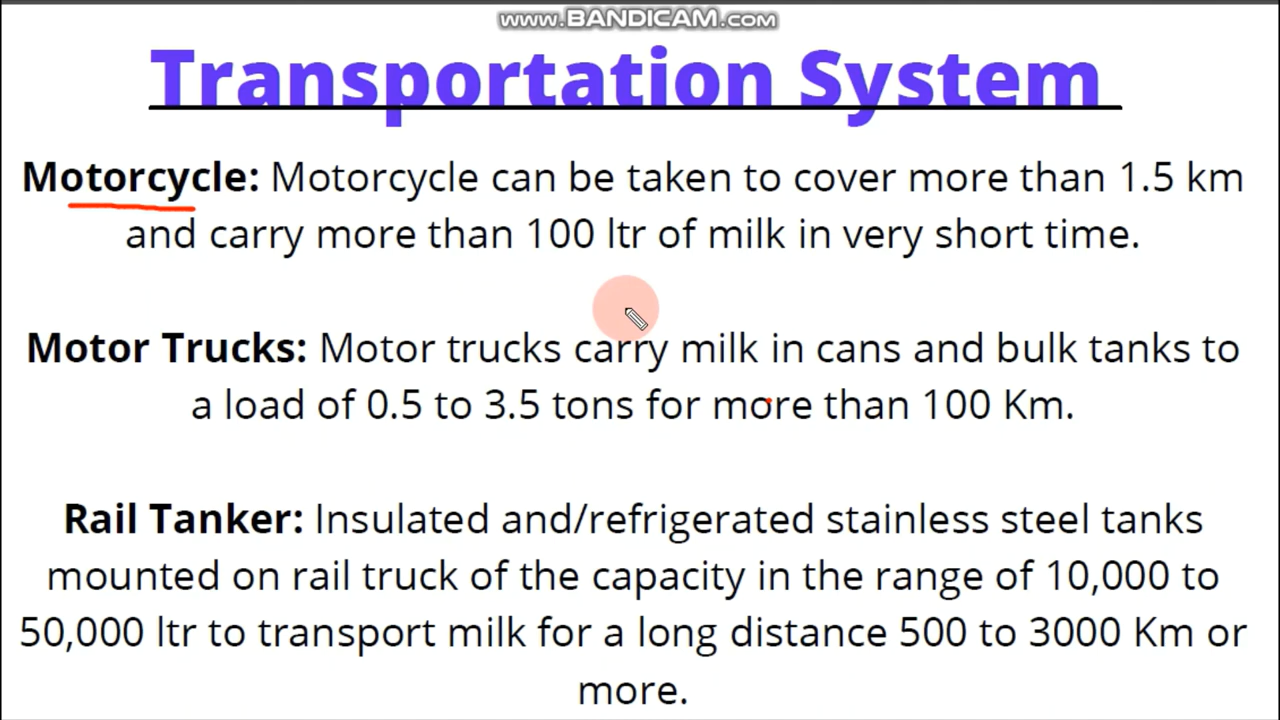 www.BANDICAM.com
Transportation System
Motorcycle: Motorcycle can be taken to cover more than 1.5 km
and carry more than 100 ltr of milk in very short time.
Motor Trucks: Motor trucks carry milk in cans and bulk tanks to
a load of 0.5 to 3.5 tons for more than 100 Km.
Rail Tanker: Insulated and/refrigerated stainless steel tanks
mounted on rail truck of the capacity in the range of 10,000 to
50,000 ltr to transport milk for a long distance 500 to 3000 Km or
more.